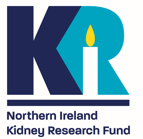 KR
Northern Ireland
Kidney Research Fund